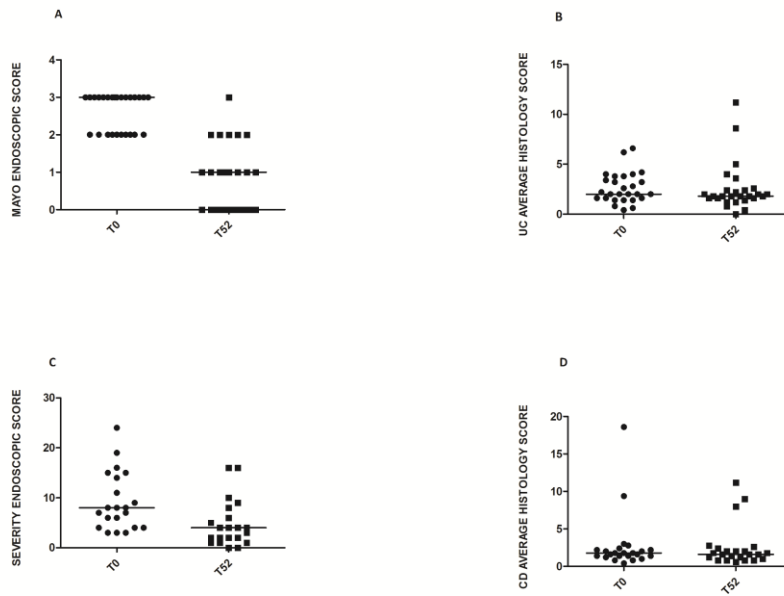 A
MAYO ENDOSCOPIC SCORE
4
3
2
1
0
T0
T52
B
UC AVERAGE HISTOLOGY SCORE
15
10
5
0
T0
T52
C
SEVERITY ENDOSCOPIC SCORE
30
20
10
0
T0
T52
D
CD AVERAGE HISTOLOGY SCORE
20
15
10
5
0
T0
T52